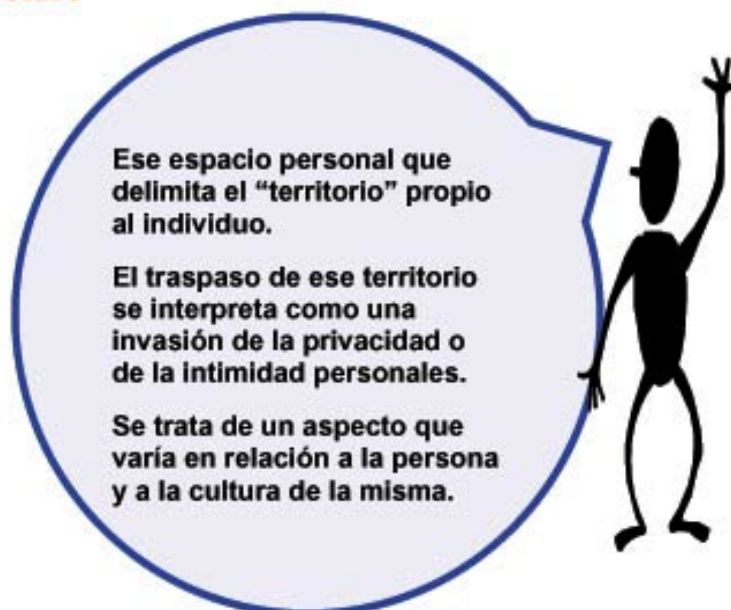 Ese espacio personal que
delimita el “territorio” propio
al individuo.
El traspaso de ese territorio
se interpreta como una
invasión de la privacidad o
de la intimidad personales.
Se trata de un aspecto que
varía en relación a la persona
y a la cultura de la misma.